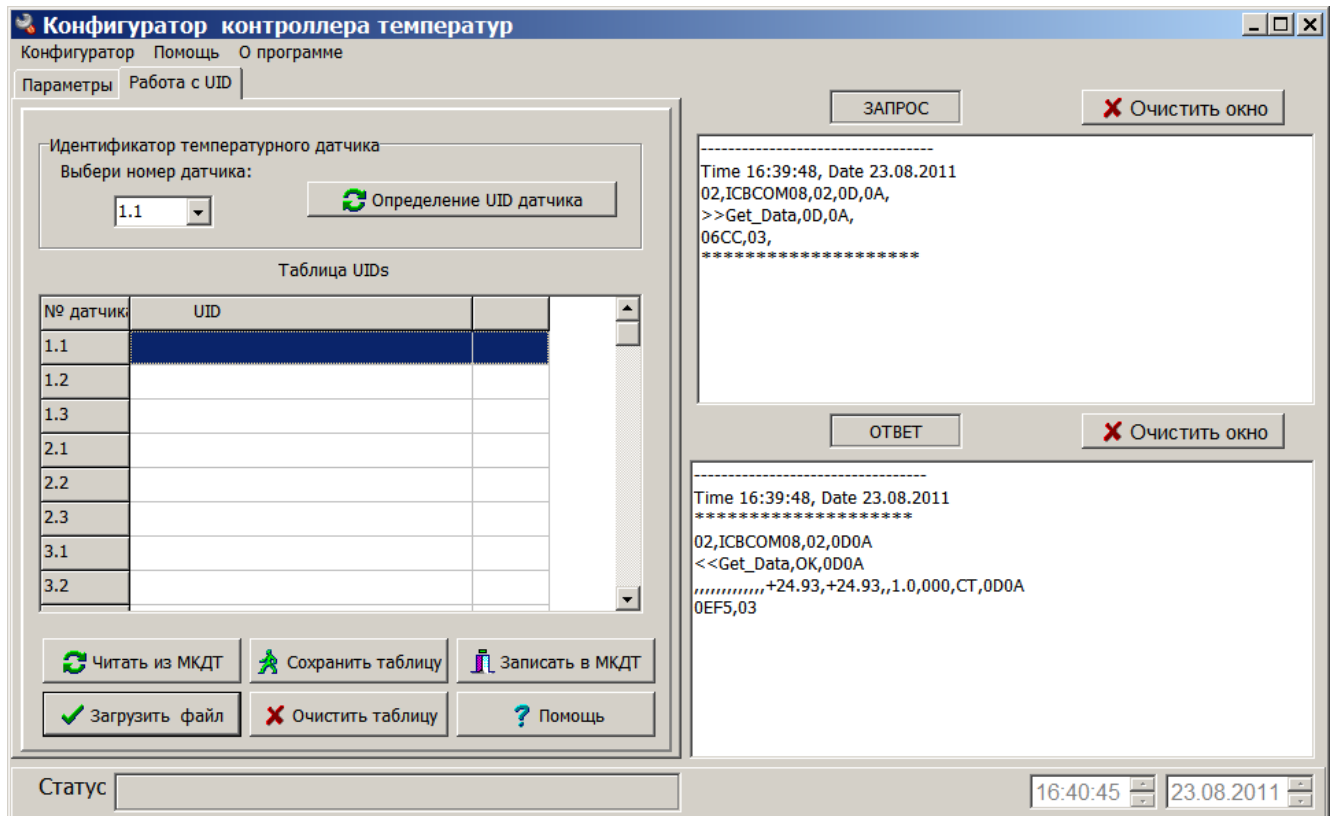 Конфигуратор контроллера температур
Конфигуратор Помощь О программе
Параметры Работа с UID
Идентификатор температурного датчика
Выбери номер датчика:
1.1
Определение UID датчика
Таблица UIDs
№ датчика UID
1.1
1.2
1.3
2.1
2.2
2.3
3.1
3.2
Читать из МКДТ Сохранить таблицу Записать в МКДТ
Загрузить файл Очистить таблицу Помощь
ЗАПРОС Очистить окно
----------------------------------
Time 16:39:48, Date 23.08.2011
02,ICBCOM08,02,0D,0A,
>>Get_Data,0D,0A,
06CC,03,
********************
ОТВЕТ Очистить окно
----------------------------------
Time 16:39:48, Date 23.08.2011
********************
02,ICBCOM08,02,0D0A
<<Get_Data,OK,0D0A
,,,,,,,,,,,,,+24.93,+24.93,,1.0,000,CT,0D0A
0EF5,03
Статус
16:40:45 23.08.2011